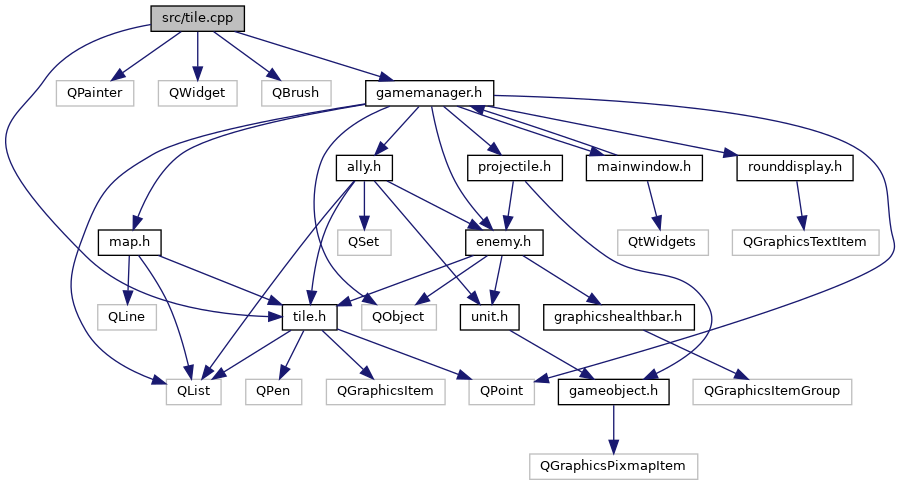 src/tile.cpp
QPainter
QWidget
QBrush
gamemanager.h
ally.h
projectile.h
mainwindow.h
rounddisplay.h
map.h
QSet
enemy.h
QtWidgets
QGraphicsTextItem
QLine
tile.h
QObject
unit.h
graphicshealthbar.h
QList
QPen
QGraphicsItem
QPoint
gameobject.h
QGraphicsItemGroup
QGraphicsPixmapItem